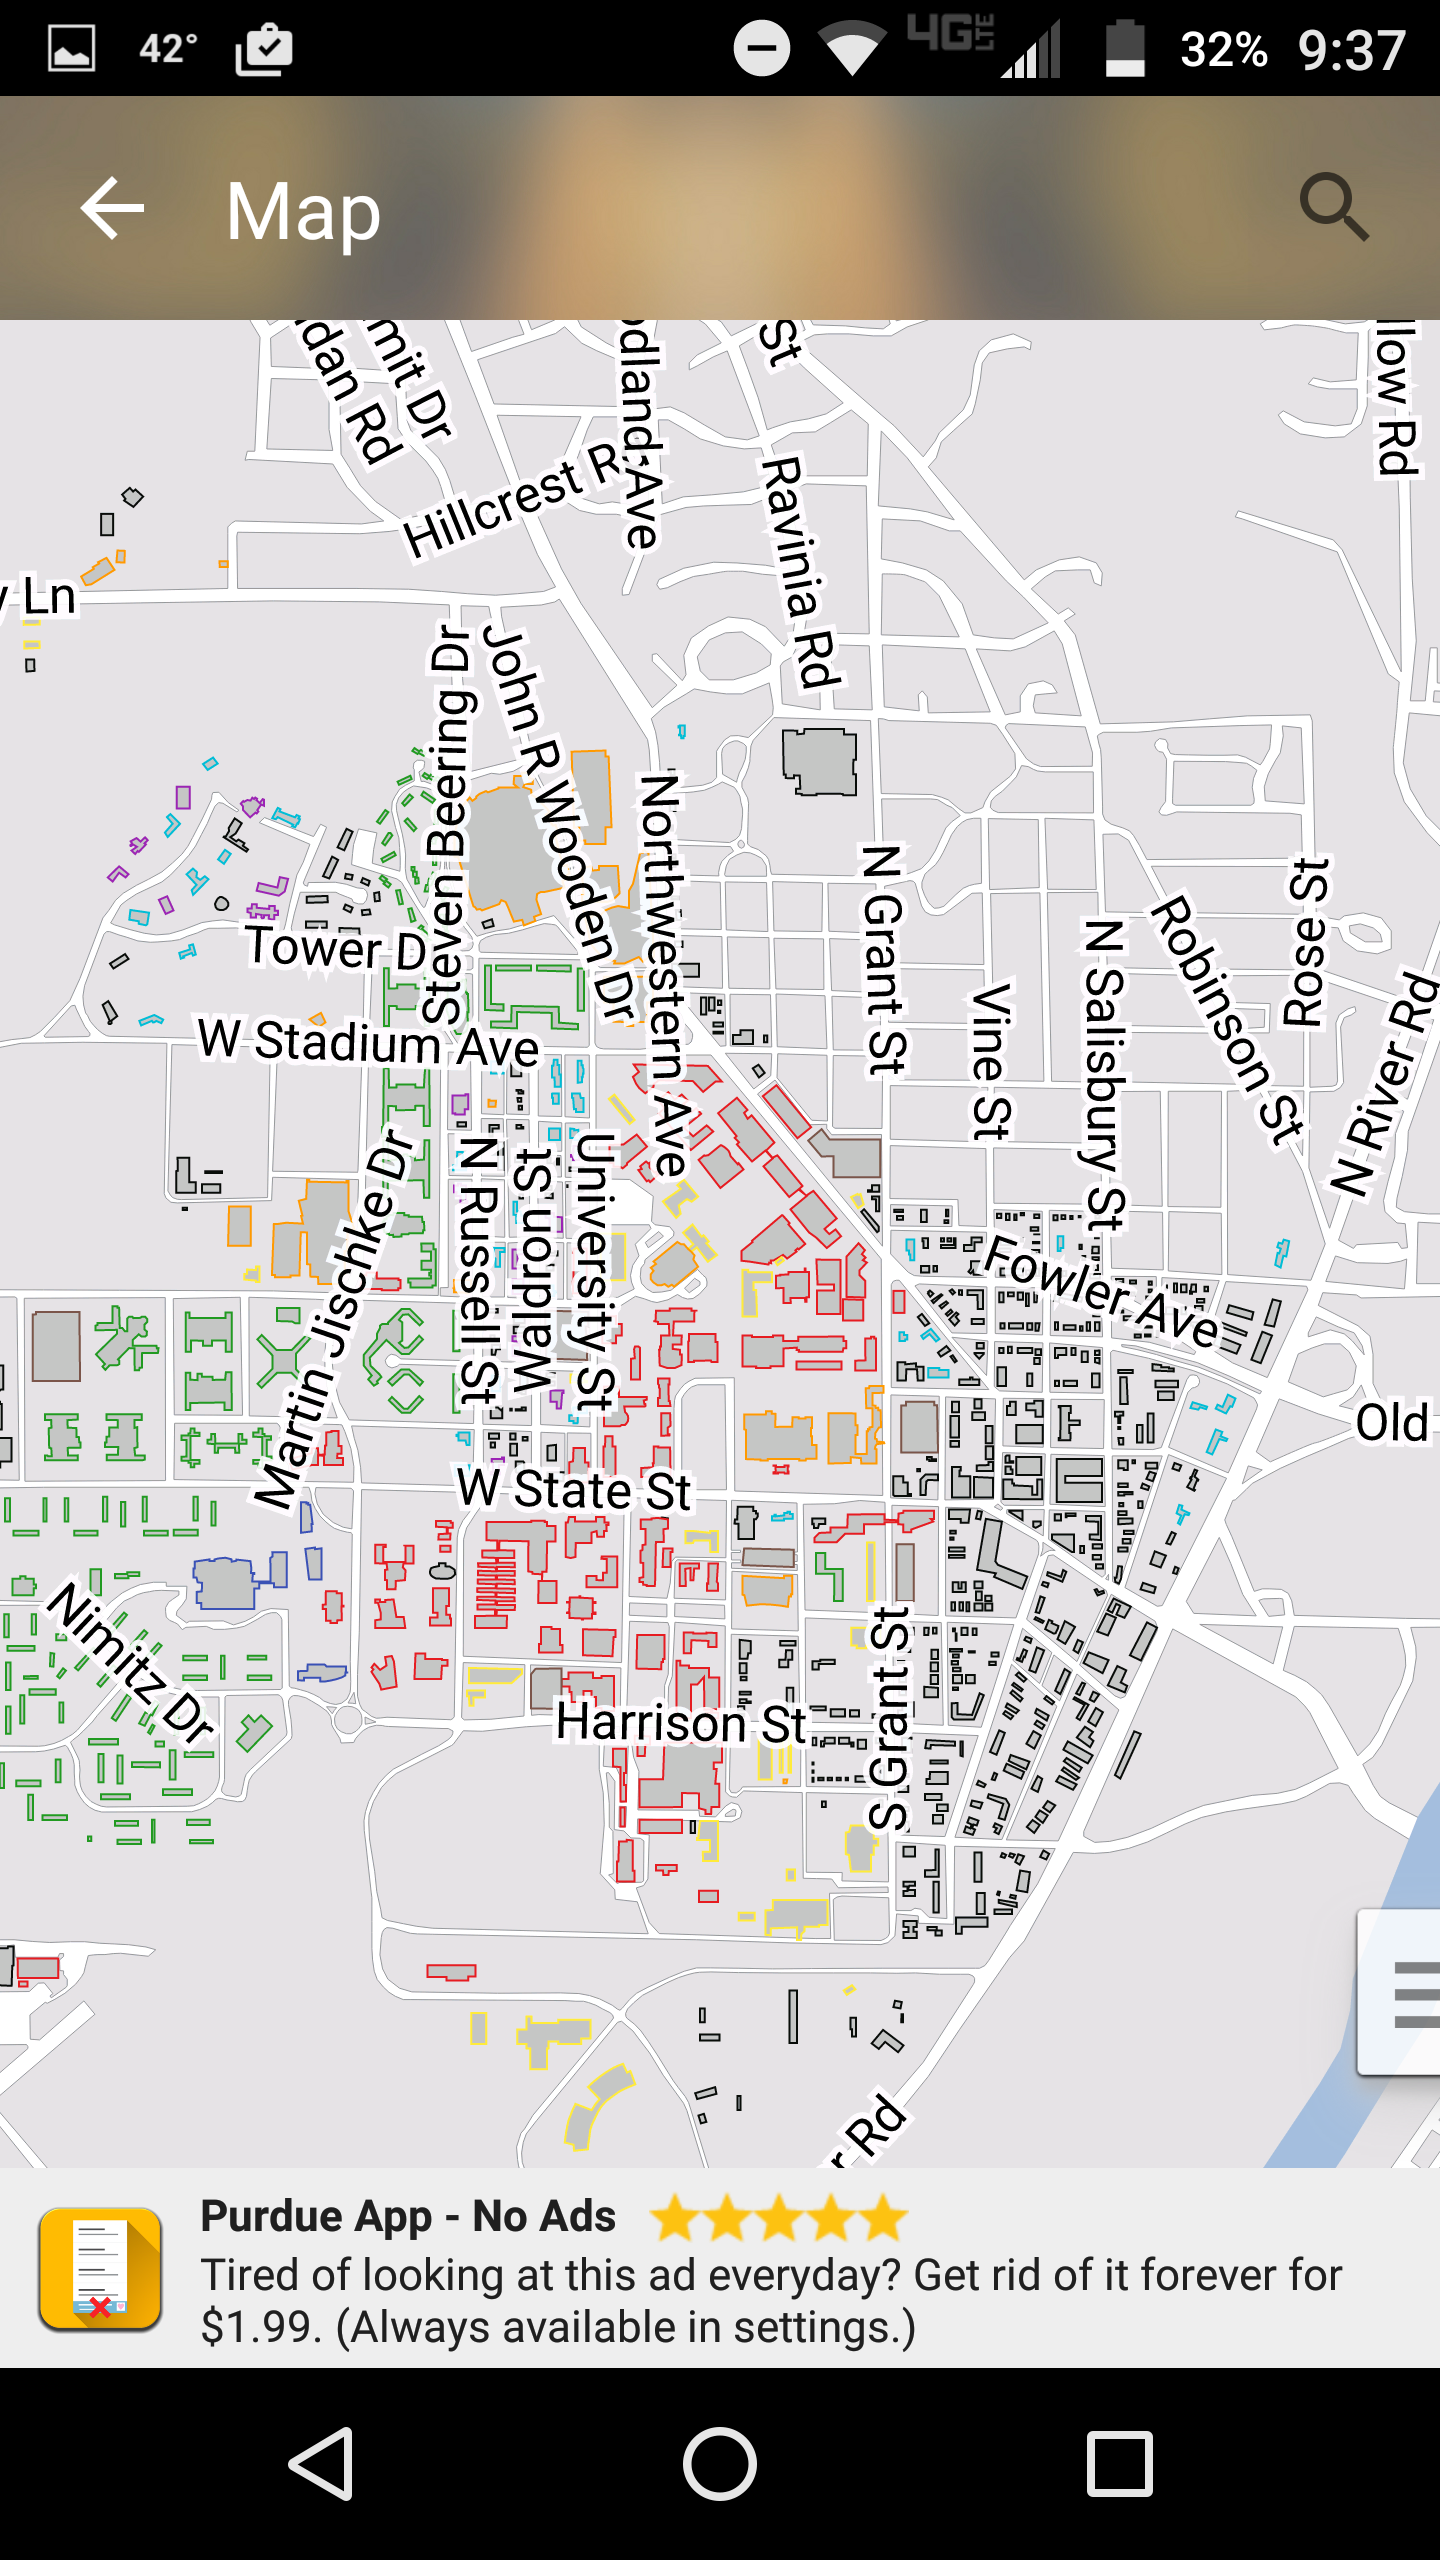 42°
4G LTE
32% 9:37
Map
dan Rd
mit Dr
odland Ave
St
llow Rd
Hillcrest R
Ravinia Rd
y Ln
Steven Beering Dr
John R Wooden Dr
Northwestern Ave
N Grant St
Vine St
N Salisbury St
Robinson St
Rose St
N River Rd
Tower D
W Stadium Ave
Martin Jischke Dr
N Russell St
Waldron St
University St
Fowler Ave
Old
W State St
Nimitz Dr
Harrison St
S Grant St
r Rd
Purdue App - No Ads
Tired of looking at this ad everyday? Get rid of it forever for
$1.99. (Always available in settings.)